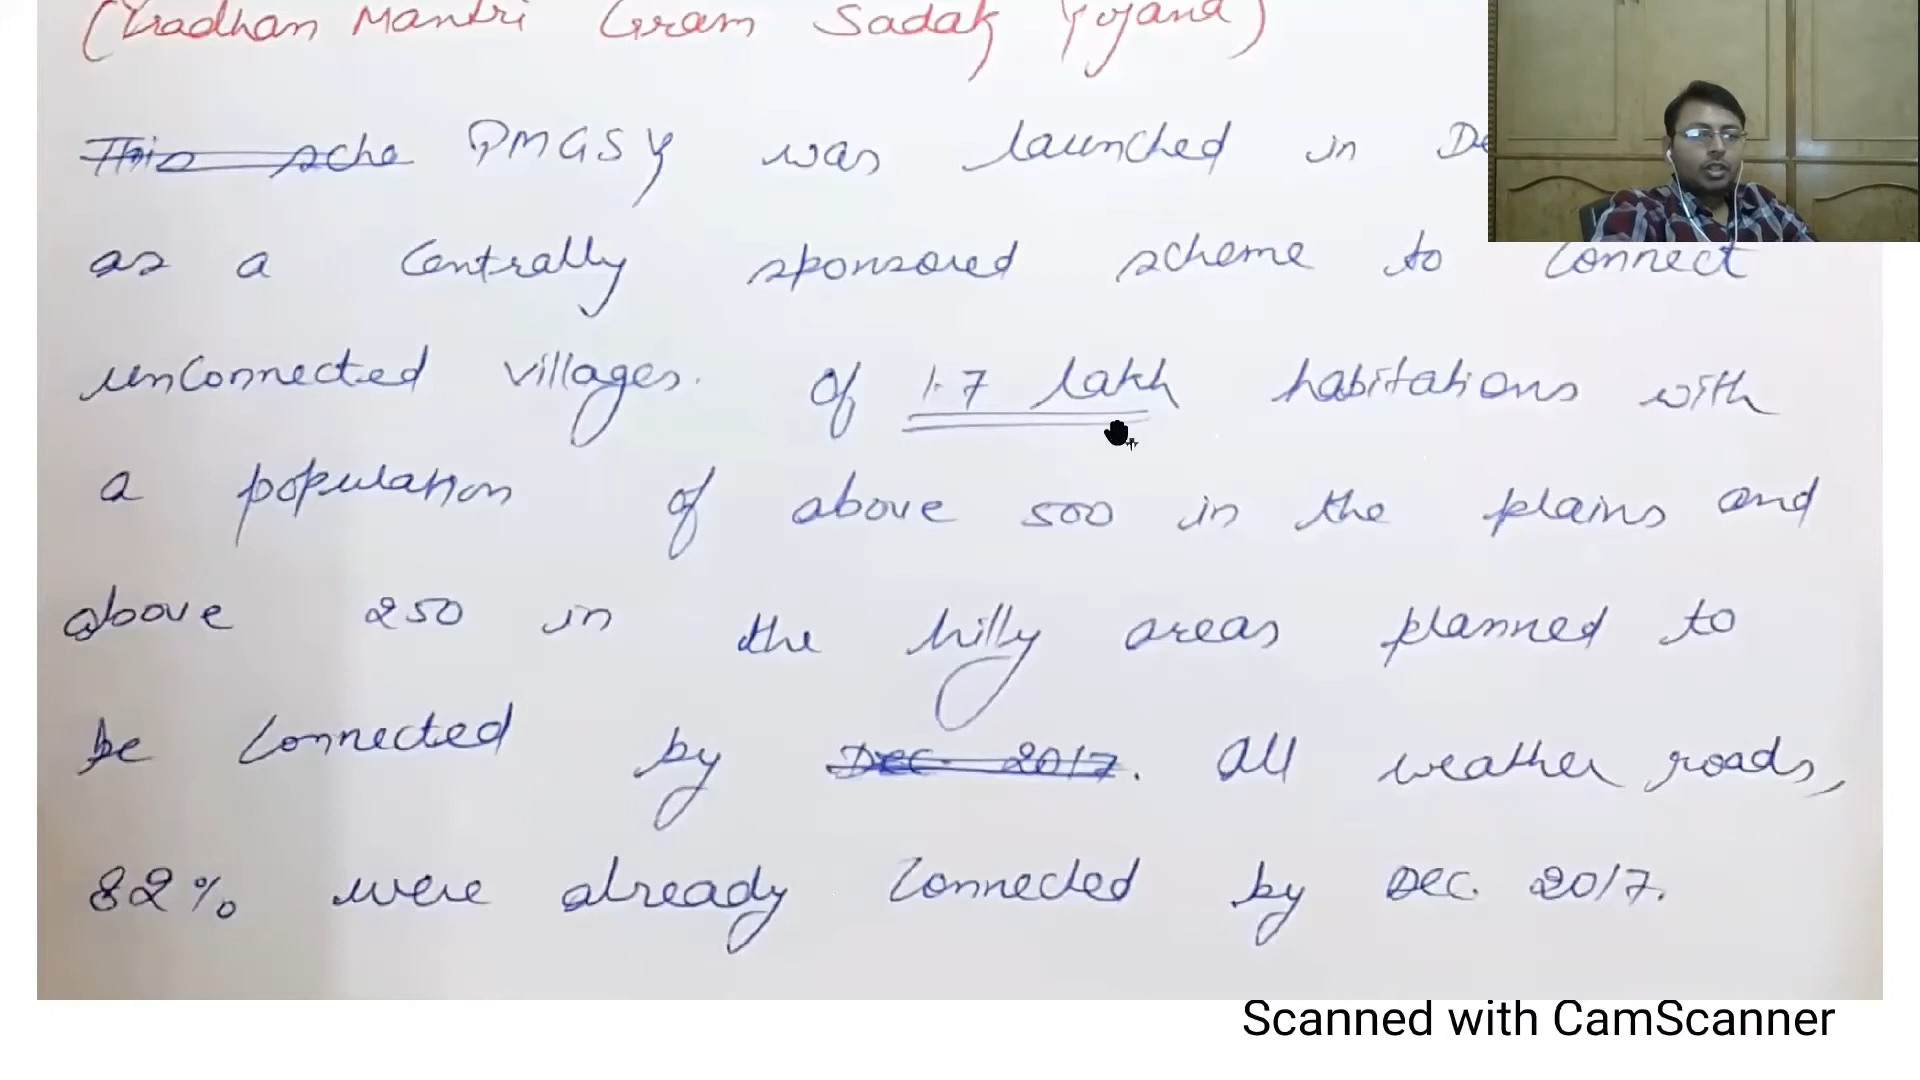 (Pradhan Mantri Gram Sadak Yojana)
This sche PMGSY was launched in De
as a Centrally sponsored scheme to connect
unconnected villages. Of 1.7 lakh habitations with
a population of above 500 in the plains and
above 250 in the hilly areas planned to
be connected by Dec. 2017. all weather roads,
82% were already connected by Dec. 2017.
Scanned with CamScanner